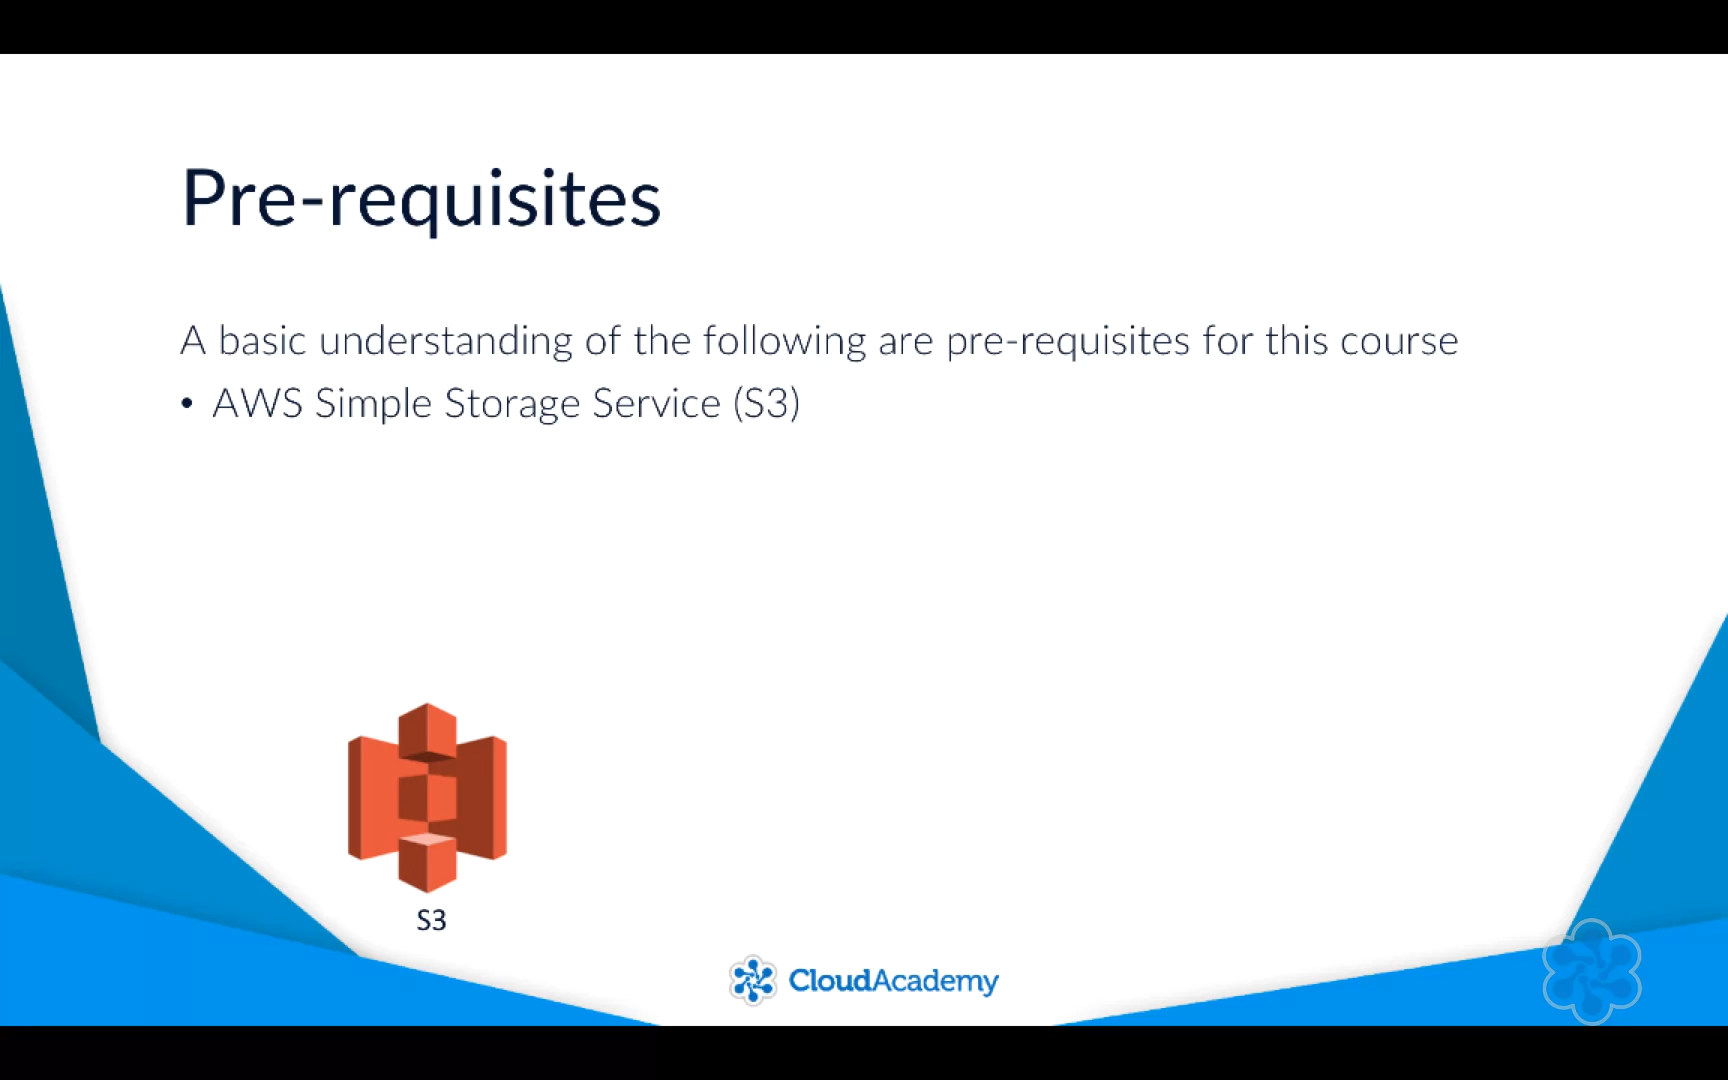 Pre-requisites
A basic understanding of the following are pre-requisites for this course
• AWS Simple Storage Service (S3)
S3
CloudAcademy